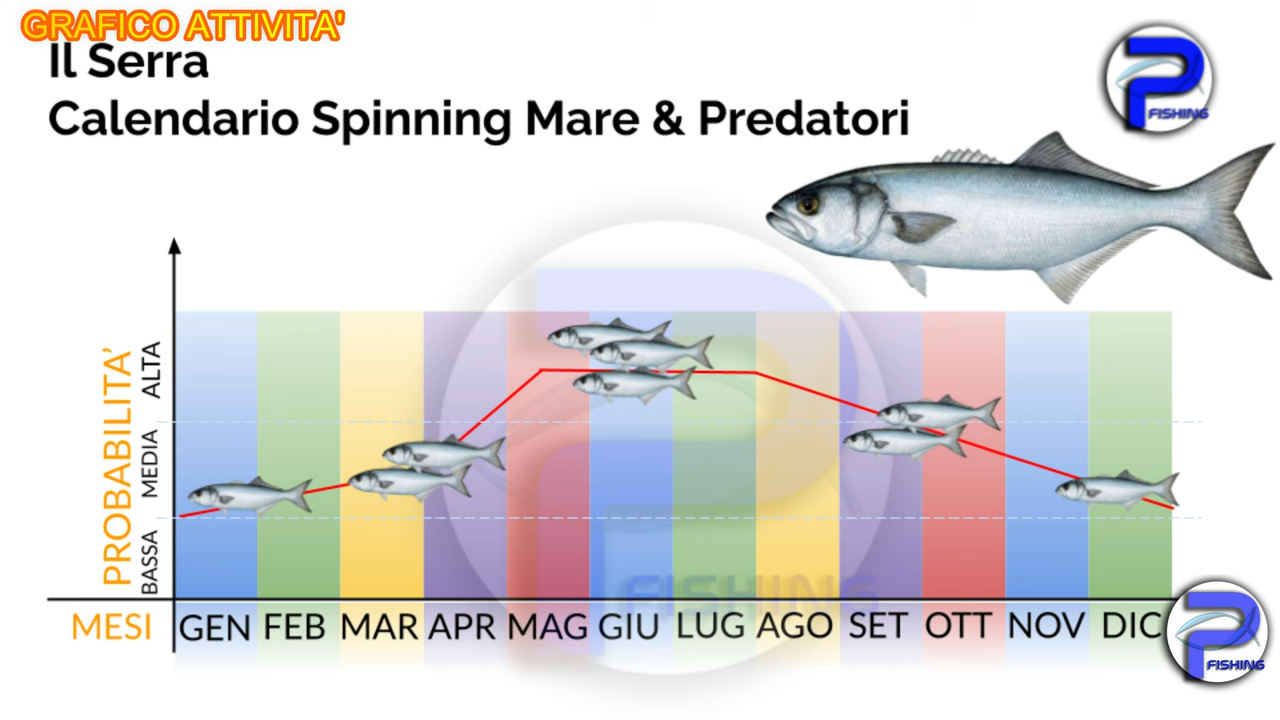 GRAFICO ATTIVITA'
Il Serra
Calendario Spinning Mare & Predatori
P FISHING
PROBABILITA’
ALTA
MEDIA
BASSA
P FISHING
MESI GEN FEB MAR APR MAG GIU LUG AGO SET OTT NOV DIC
P FISHING